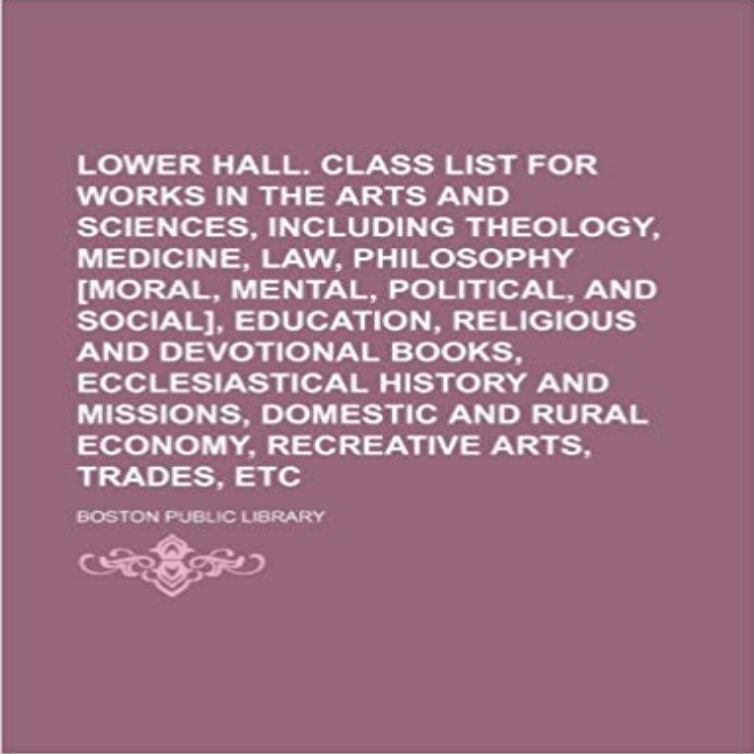 LOWER HALL. CLASS LIST FOR
WORKS IN THE ARTS AND
SCIENCES, INCLUDING THEOLOGY,
MEDICINE, LAW, PHILOSOPHY
[MORAL, MENTAL, POLITICAL, AND
SOCIAL], EDUCATION, RELIGIOUS
AND DEVOTIONAL BOOKS,
ECCLESIASTICAL HISTORY AND
MISSIONS, DOMESTIC AND RURAL
ECONOMY, RECREATIVE ARTS,
TRADES, ETC
BOSTON PUBLIC LIBRARY